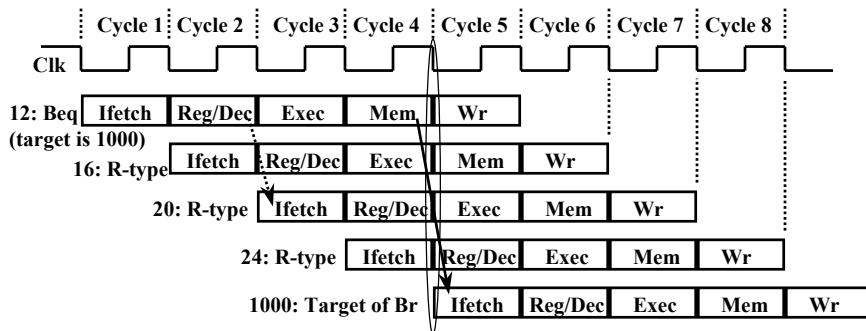 Cycle 1 Cycle 2 Cycle 3 Cycle 4 Cycle 5 Cycle 6 Cycle 7 Cycle 8
Clk
12: Beq Ifetch Reg/Dec Exec Mem Wr
(target is 1000)
16: R-type Ifetch Reg/Dec Exec Mem Wr
20: R-type Ifetch Reg/Dec Exec Mem Wr
24: R-type Ifetch Reg/Dec Exec Mem Wr
1000: Target of Br Ifetch Reg/Dec Exec Mem Wr